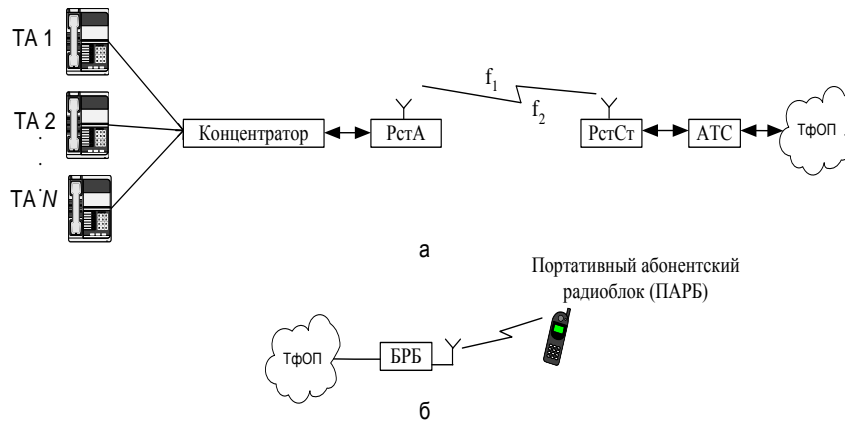 ТА 1
ТА 2
.
.
.
ТА N
Концентратор
РстА
f1
f2
РстСт
АТС
ТфОП
а
Портативный абонентский
радиоблок (ПАРБ)
ТфОП
БРБ
б